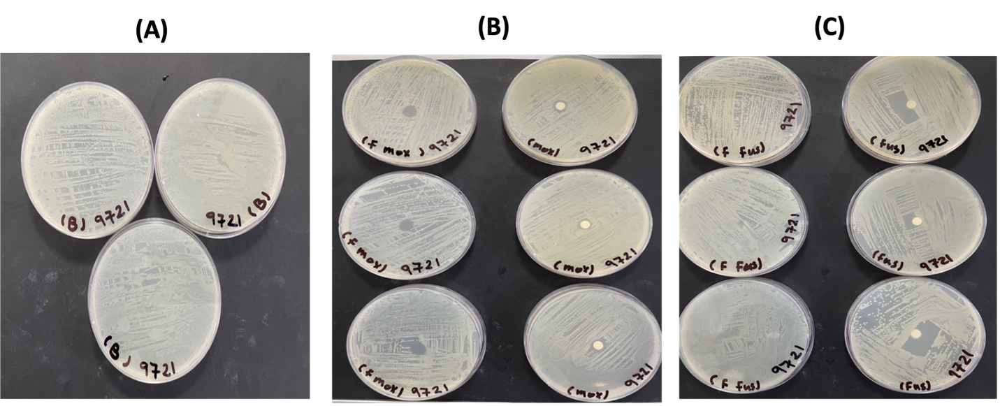 (A)
(B) 9721
9721 (B)
(B) 9721
(B)
(f mox) 9721
(mox) 9721
(f mox) 9721
(mox) 9721
(f mox) 9721
(mox) 9721
(C)
9721
(f fus)
(fus) 9721
9721
(f fus)
(fus) 9721
9721
(f fus)
(fus) 9721